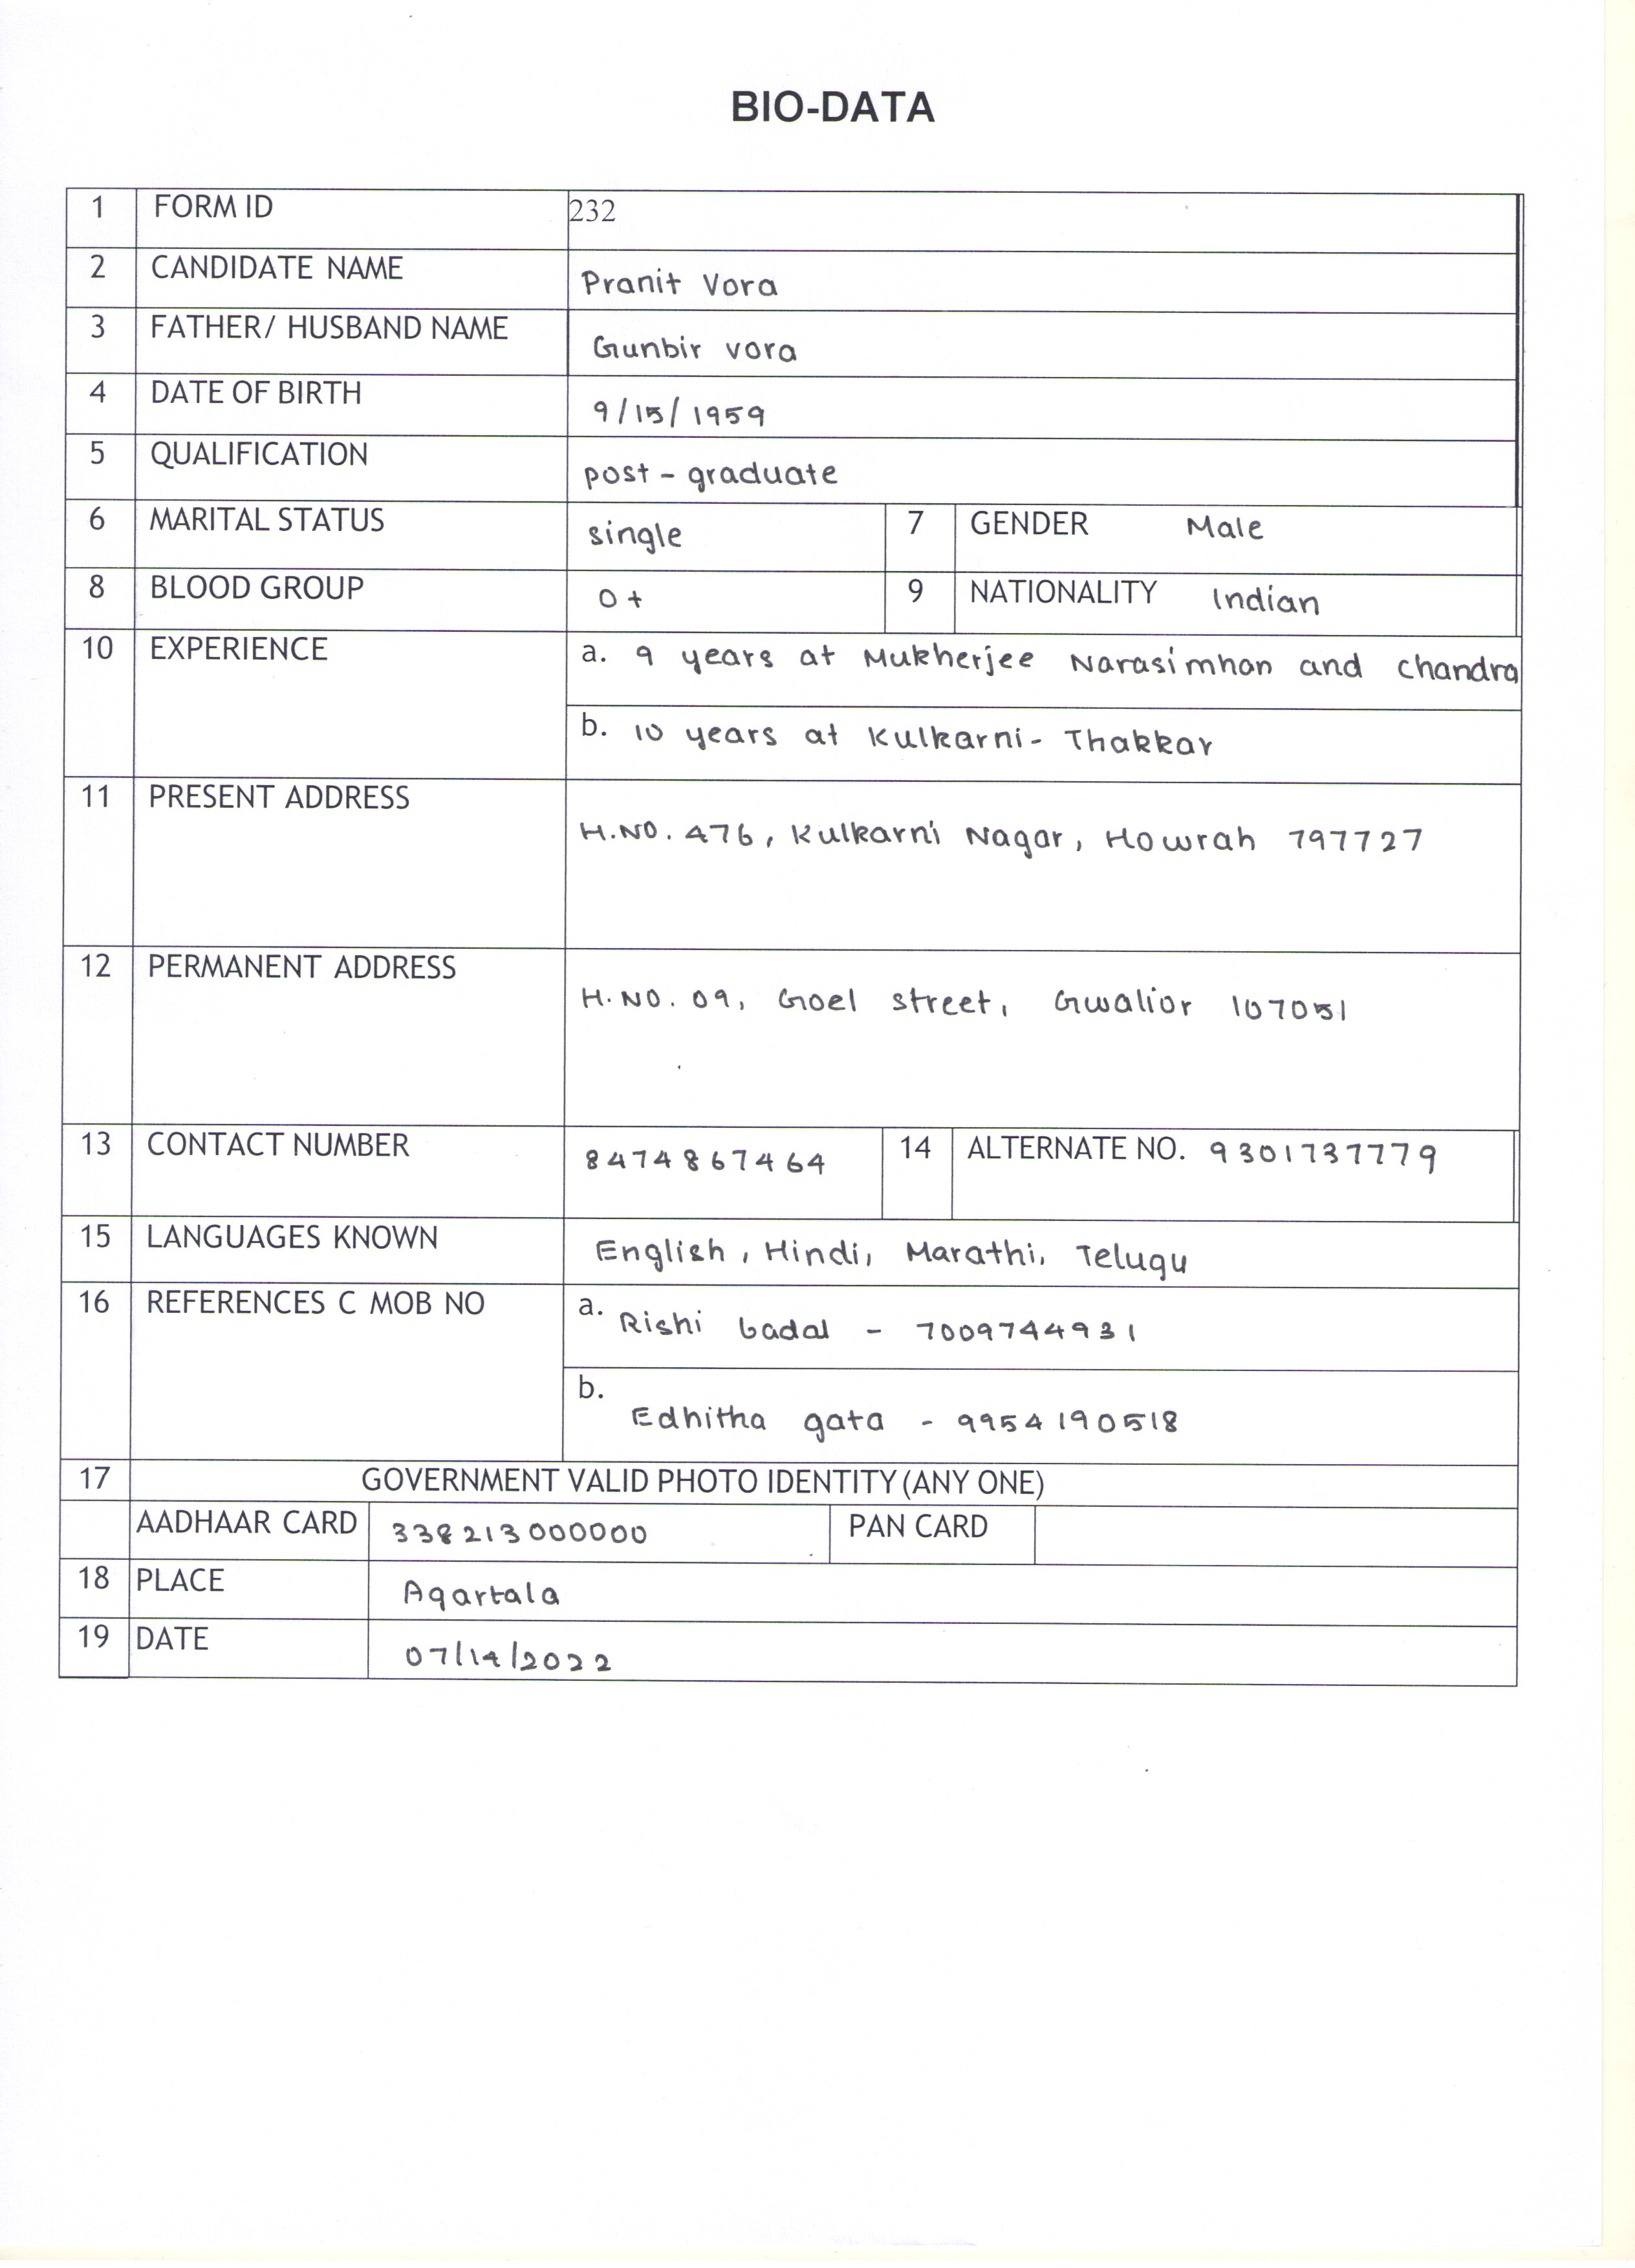 BIO-DATA
1 FORM ID 232
2 CANDIDATE NAME Pranit Vora
3 FATHER/ HUSBAND NAME Gunbir vora
4 DATE OF BIRTH 9/15/1959
5 QUALIFICATION post - graduate
6 MARITAL STATUS single 7 GENDER Male
8 BLOOD GROUP O+ 9 NATIONALITY Indian
10 EXPERIENCE a. 9 years at Mukherjee Narasimhan and chandra
b. 10 years at Kulkarni- Thakkar
11 PRESENT ADDRESS H.NO. 476, Kulkarni Nagar, Howrah 797727
12 PERMANENT ADDRESS H.NO. 09, Goel street, Gwalior 107051
13 CONTACT NUMBER 8474867464 14 ALTERNATE NO. 9301737779
15 LANGUAGES KNOWN English, Hindi, Marathi, Telugu
16 REFERENCES C MOB NO a. Rishi badal - 7009744931
b. Edhitha gata - 9954190518
17 GOVERNMENT VALID PHOTO IDENTITY (ANY ONE)
AADHAAR CARD 338213000000 PAN CARD
18 PLACE Agartala
19 DATE 07/14/2022